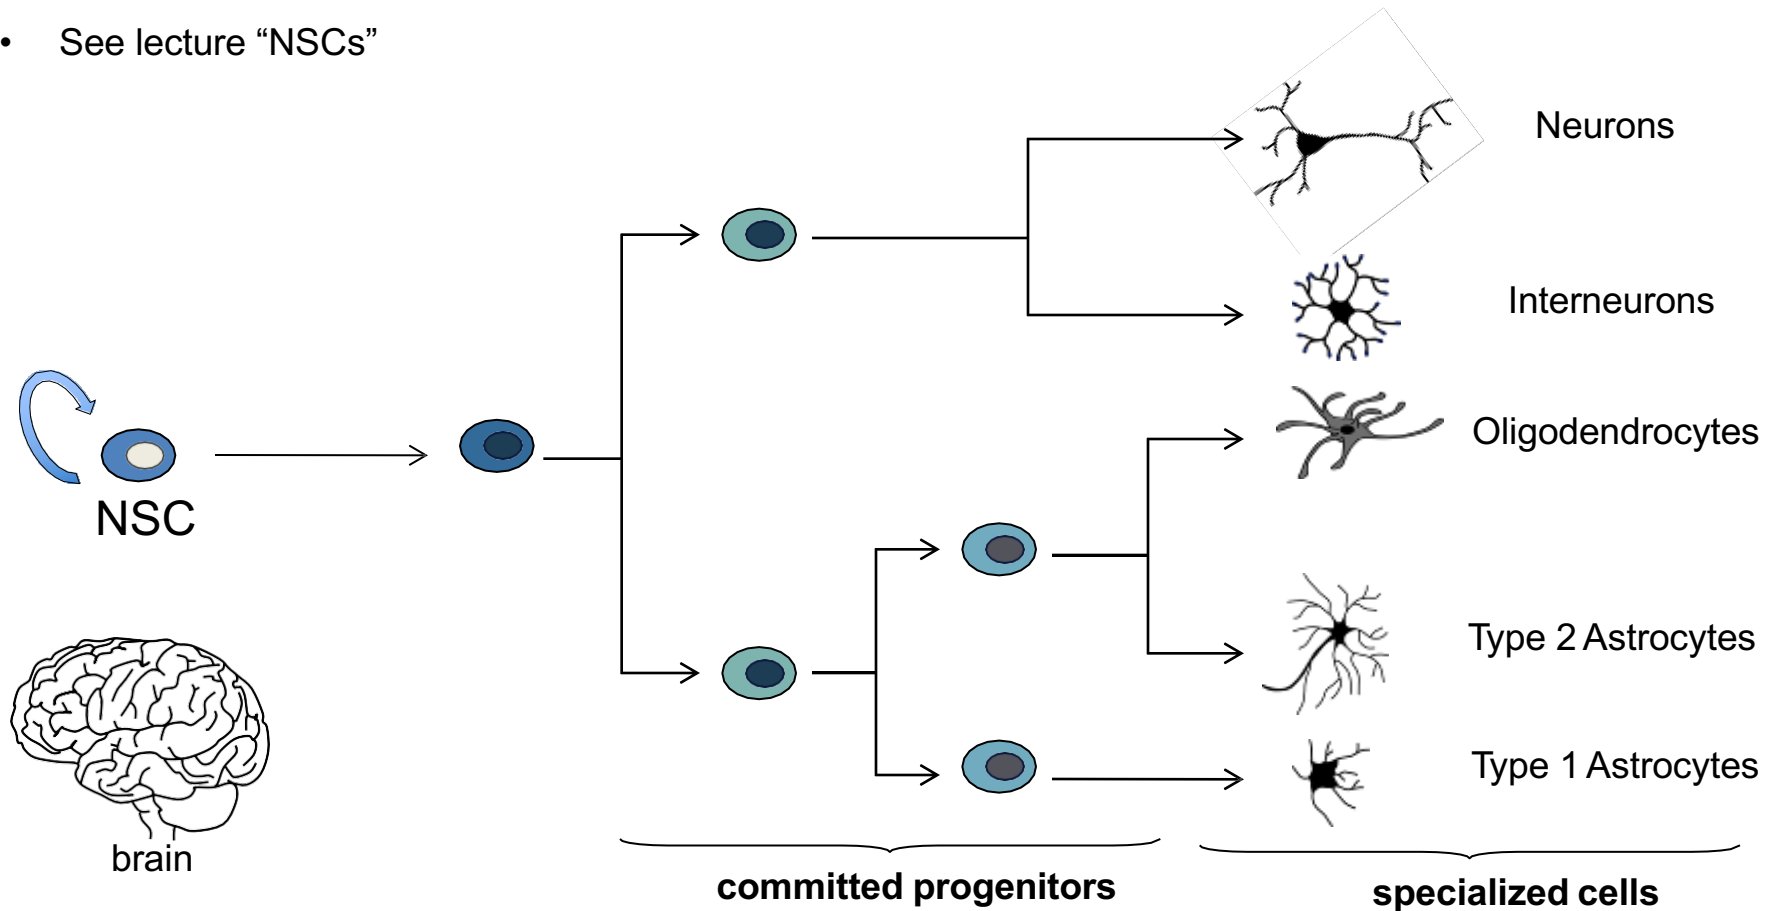 • See lecture “NSCs”
Neurons
Interneurons
Oligodendrocytes
NSC
Type 2 Astrocytes
Type 1 Astrocytes
brain
committed progenitors
specialized cells